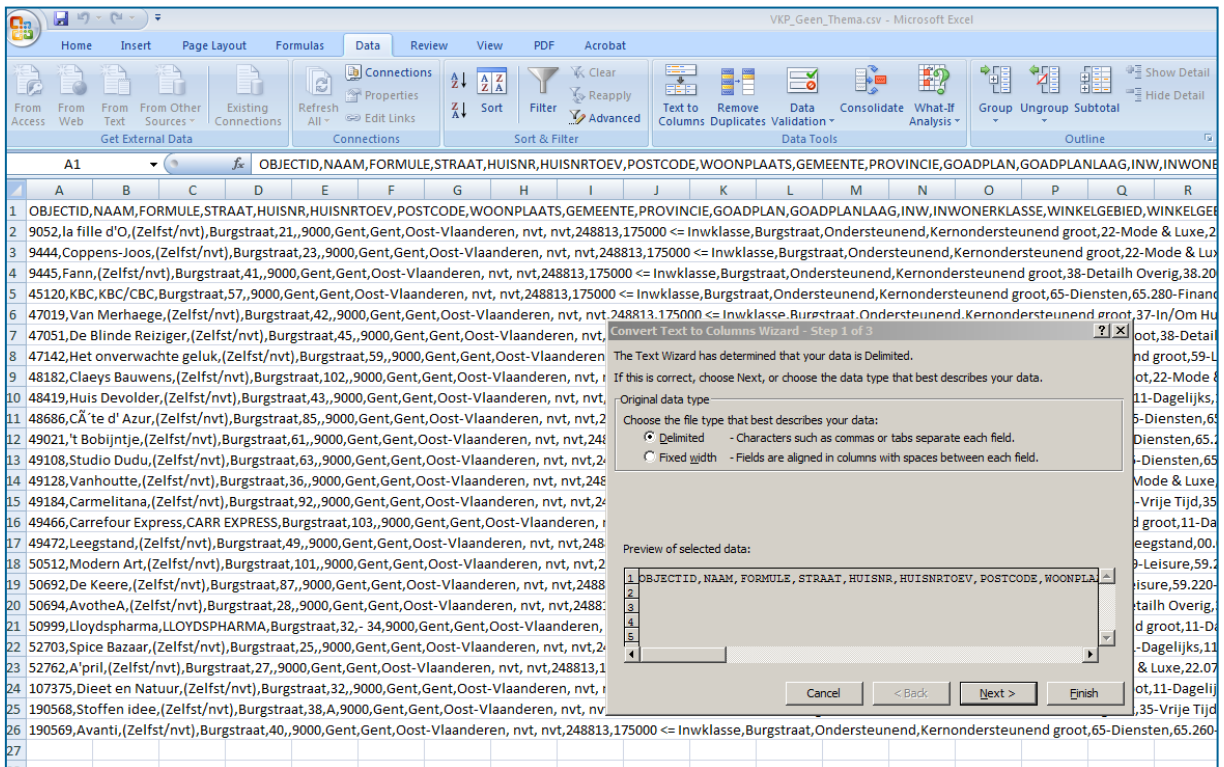 VKP_Geen_Thema.csv - Microsoft Excel
Home Insert Page Layout Formulas Data Review View PDF Acrobat
From Access From Web From Text From Other Sources Existing Connections Refresh All Connections Properties Edit Links Sort Filter Clear Reapply Advanced Text to Columns Remove Duplicates Data Validation Consolidate What-If Analysis Group Ungroup Subtotal Show Detail Hide Detail
Get External Data Connections Sort & Filter Data Tools Outline
A1 fx OBJECTID,NAAM,FORMULE,STRAAT,HUISNR,HUISNRTOEV,POSTCODE,WOONPLAATS,GEMEENTE,PROVINCIE,GOADPLAN,GOADPLANLAAG,INW,INWONE
A B C D E F G H I J K L M N O P Q R
1 OBJECTID,NAAM,FORMULE,STRAAT,HUISNR,HUISNRTOEV,POSTCODE,WOONPLAATS,GEMEENTE,PROVINCIE,GOADPLAN,GOADPLANLAAG,INW,INWONERKLASSE,WINKELGEBIED,WINKELGEE
2 9052,la fille d'O,(Zelfst/nvt),Burgstraat,21,,9000,Gent,Gent,Oost-Vlaanderen, nvt, nvt,248813,175000 <= Inwklasse,Burgstraat,Ondersteunend,Kernondersteunend groot,22-Mode & Luxe,2
3 9444,Coppens-Joos,(Zelfst/nvt),Burgstraat,23,,9000,Gent,Gent,Oost-Vlaanderen, nvt, nvt,248813,175000 <= Inwklasse,Burgstraat,Ondersteunend,Kernondersteunend groot,22-Mode & Lux
4 9445,Fann,(Zelfst/nvt),Burgstraat,41,,9000,Gent,Gent,Oost-Vlaanderen, nvt, nvt,248813,175000 <= Inwklasse,Burgstraat,Ondersteunend,Kernondersteunend groot,38-Detailh Overig,38.20
5 45120,KBC,KBC/CBC,Burgstraat,57,,9000,Gent,Gent,Oost-Vlaanderen, nvt, nvt,248813,175000 <= Inwklasse,Burgstraat,Ondersteunend,Kernondersteunend groot,65-Diensten,65.280-Financ
6 47019,Van Merhaege,(Zelfst/nvt),Burgstraat,42,,9000,Gent,Gent,Oost-Vlaanderen, nvt, nvt,248813,175000 <= Inwklasse,Burgstraat,Ondersteunend,Kernondersteunend groot,37-In/Om Hu
7 47051,De Blinde Reiziger,(Zelfst/nvt),Burgstraat,45,,9000,Gent,Gent,Oost-Vlaanderen, nvt, oot,38-Detail
8 47142,Het onverwachte geluk,(Zelfst/nvt),Burgstraat,59,,9000,Gent,Gent,Oost-Vlaanderen nd groot,59-L
9 48182,Claeys Bauwens,(Zelfst/nvt),Burgstraat,102,,9000,Gent,Gent,Oost-Vlaanderen, nvt, ot,22-Mode &
10 48419,Huis Devolder,(Zelfst/nvt),Burgstraat,43,,9000,Gent,Gent,Oost-Vlaanderen, nvt, nvt, 11-Dagelijks,
11 48686,CÃ´te d' Azur,(Zelfst/nvt),Burgstraat,85,,9000,Gent,Gent,Oost-Vlaanderen, nvt, nvt,2 5-Diensten,65
12 49021,'t Bobijntje,(Zelfst/nvt),Burgstraat,61,,9000,Gent,Gent,Oost-Vlaanderen, nvt, nvt,248 Diensten,65.2
13 49108,Studio Dudu,(Zelfst/nvt),Burgstraat,63,,9000,Gent,Gent,Oost-Vlaanderen, nvt, nvt,2 -Diensten,65
14 49128,Vanhoutte,(Zelfst/nvt),Burgstraat,36,,9000,Gent,Gent,Oost-Vlaanderen, nvt, nvt,248 Mode & Luxe,
15 49184,Carmelitana,(Zelfst/nvt),Burgstraat,92,,9000,Gent,Gent,Oost-Vlaanderen, nvt, nvt,24 -Vrije Tijd,35
16 49466,Carrefour Express,CARR EXPRESS,Burgstraat,103,,9000,Gent,Gent,Oost-Vlaanderen, d groot,11-Da
17 49472,Leegstand,(Zelfst/nvt),Burgstraat,49,,9000,Gent,Gent,Oost-Vlaanderen, nvt, nvt,248 eegstand,00.
18 50512,Modern Art,(Zelfst/nvt),Burgstraat,101,,9000,Gent,Gent,Oost-Vlaanderen, nvt, nvt, 9-Leisure,59.2
19 50692,De Keere,(Zelfst/nvt),Burgstraat,87,,9000,Gent,Gent,Oost-Vlaanderen, nvt, nvt,2488 eisure,59.220-
20 50694,AvotheA,(Zelfst/nvt),Burgstraat,28,,9000,Gent,Gent,Oost-Vlaanderen, nvt, nvt,2488 etailh Overig,
21 50999,Lloydspharma,LLOYDSPHARMA,Burgstraat,32,- 34,9000,Gent,Gent,Oost-Vlaanderen, d groot,11-Da
22 52703,Spice Bazaar,(Zelfst/nvt),Burgstraat,25,,9000,Gent,Gent,Oost-Vlaanderen, nvt, nvt,2 -Dagelijks,11
23 52762,A'pril,(Zelfst/nvt),Burgstraat,27,,9000,Gent,Gent,Oost-Vlaanderen, nvt, nvt,248813,1 & Luxe,22.07
24 107375,Dieet en Natuur,(Zelfst/nvt),Burgstraat,32,,9000,Gent,Gent,Oost-Vlaanderen, nvt, ot,11-Dagelij
25 190568,Stoffen idee,(Zelfst/nvt),Burgstraat,38,A,9000,Gent,Gent,Oost-Vlaanderen, nvt, nv ,35-Vrije Tijd
26 190569,Avanti,(Zelfst/nvt),Burgstraat,40,,9000,Gent,Gent,Oost-Vlaanderen, nvt, nvt,248813,175000 <= Inwklasse,Burgstraat,Ondersteunend,Kernondersteunend groot,65-Diensten,65.260-
27
Convert Text to Columns Wizard - Step 1 of 3
The Text Wizard has determined that your data is Delimited.
If this is correct, choose Next, or choose the data type that best describes your data.
Original data type
Choose the file type that best describes your data:
Delimited - Characters such as commas or tabs separate each field.
Fixed width - Fields are aligned in columns with spaces between each field.
Preview of selected data:
1 OBJECTID,NAAM,FORMULE,STRAAT,HUISNR,HUISNRTOEV,POSTCODE,WOONPLA
2
3
4
5
Cancel < Back Next > Finish